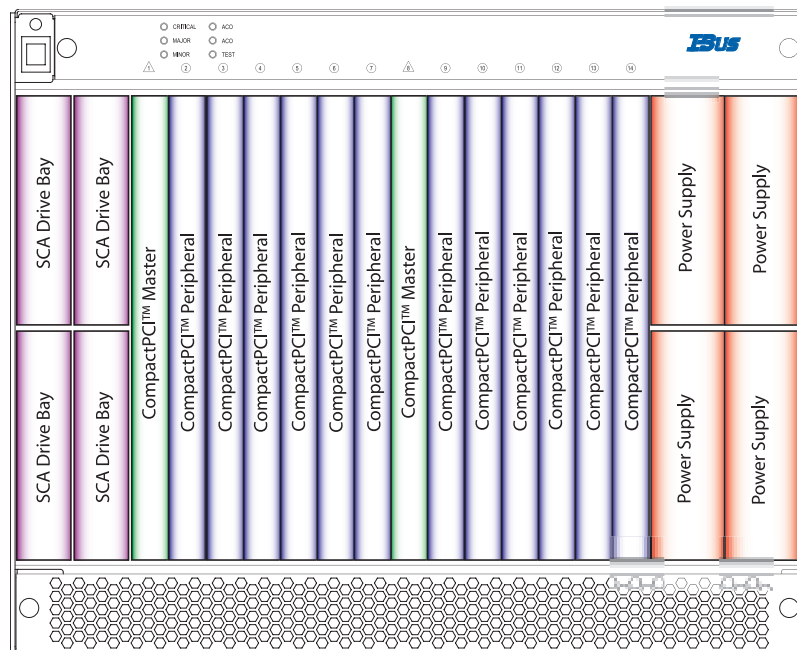 CRITICAL ACO
MAJOR ACO
MINOR TEST
1 2 3 4 5 6 7 8 9 10 11 12 13 14
SCA Drive Bay
SCA Drive Bay
CompactPCI™ Master
CompactPCI™ Peripheral
CompactPCI™ Peripheral
CompactPCI™ Peripheral
CompactPCI™ Peripheral
CompactPCI™ Peripheral
CompactPCI™ Peripheral
CompactPCI™ Master
CompactPCI™ Peripheral
CompactPCI™ Peripheral
CompactPCI™ Peripheral
CompactPCI™ Peripheral
CompactPCI™ Peripheral
CompactPCI™ Peripheral
Power Supply
Power Supply
SCA Drive Bay
SCA Drive Bay
Power Supply
Power Supply